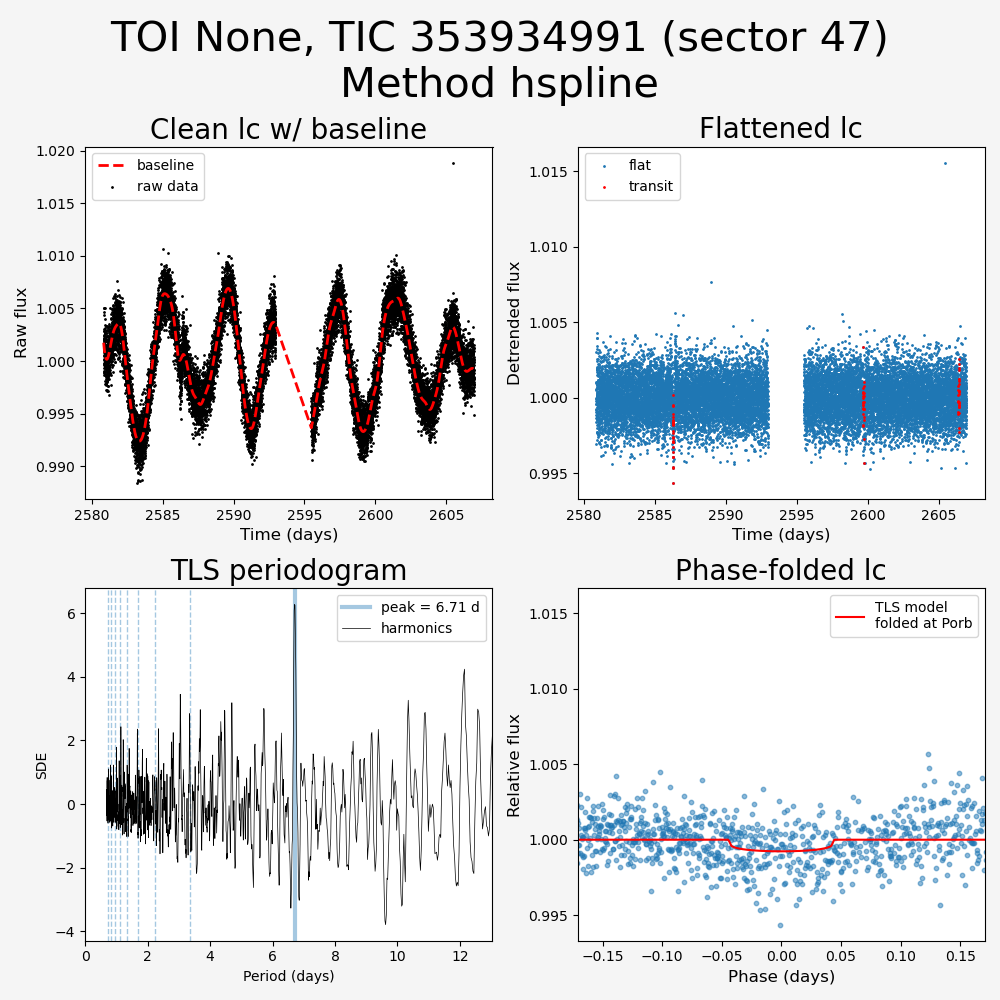 TOI None, TIC 353934991 (sector 47)
Method hspline
Clean lc w/ baseline
Flattened lc
1.020
1.015
1.010
1.005
1.000
0.995
0.990
Raw flux
baseline
raw data
2580
2585
2590
2595
2600
2605
Time (days)
1.015
1.010
1.005
1.000
0.995
Detrended flux
flat
transit
2580
2585
2590
2595
2600
2605
Time (days)
TLS periodogram
Phase-folded lc
6
4
2
0
−2
−4
SDE
peak = 6.71 d
harmonics
0
2
4
6
8
10
12
Period (days)
1.015
1.010
1.005
1.000
0.995
Relative flux
TLS model
folded at Porb
−0.15
−0.10
−0.05
0.00
0.05
0.10
0.15
Phase (days)